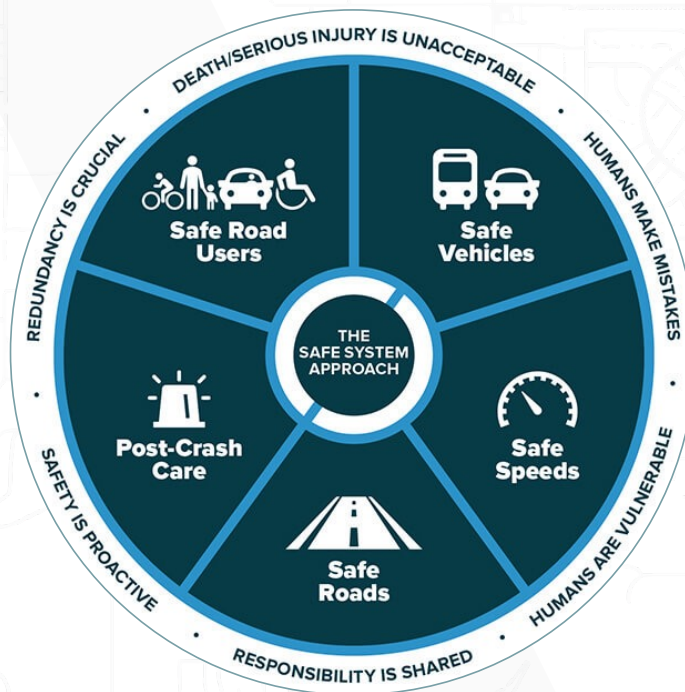 DEATH/SERIOUS INJURY IS UNACCEPTABLE
HUMANS MAKE MISTAKES
HUMANS ARE VULNERABLE
RESPONSIBILITY IS SHARED
SAFETY IS PROACTIVE
REDUNDANCY IS CRUCIAL
Safe Road
Users
Safe
Vehicles
THE
SAFE SYSTEM
APPROACH
Post-Crash
Care
Safe
Speeds
Safe
Roads